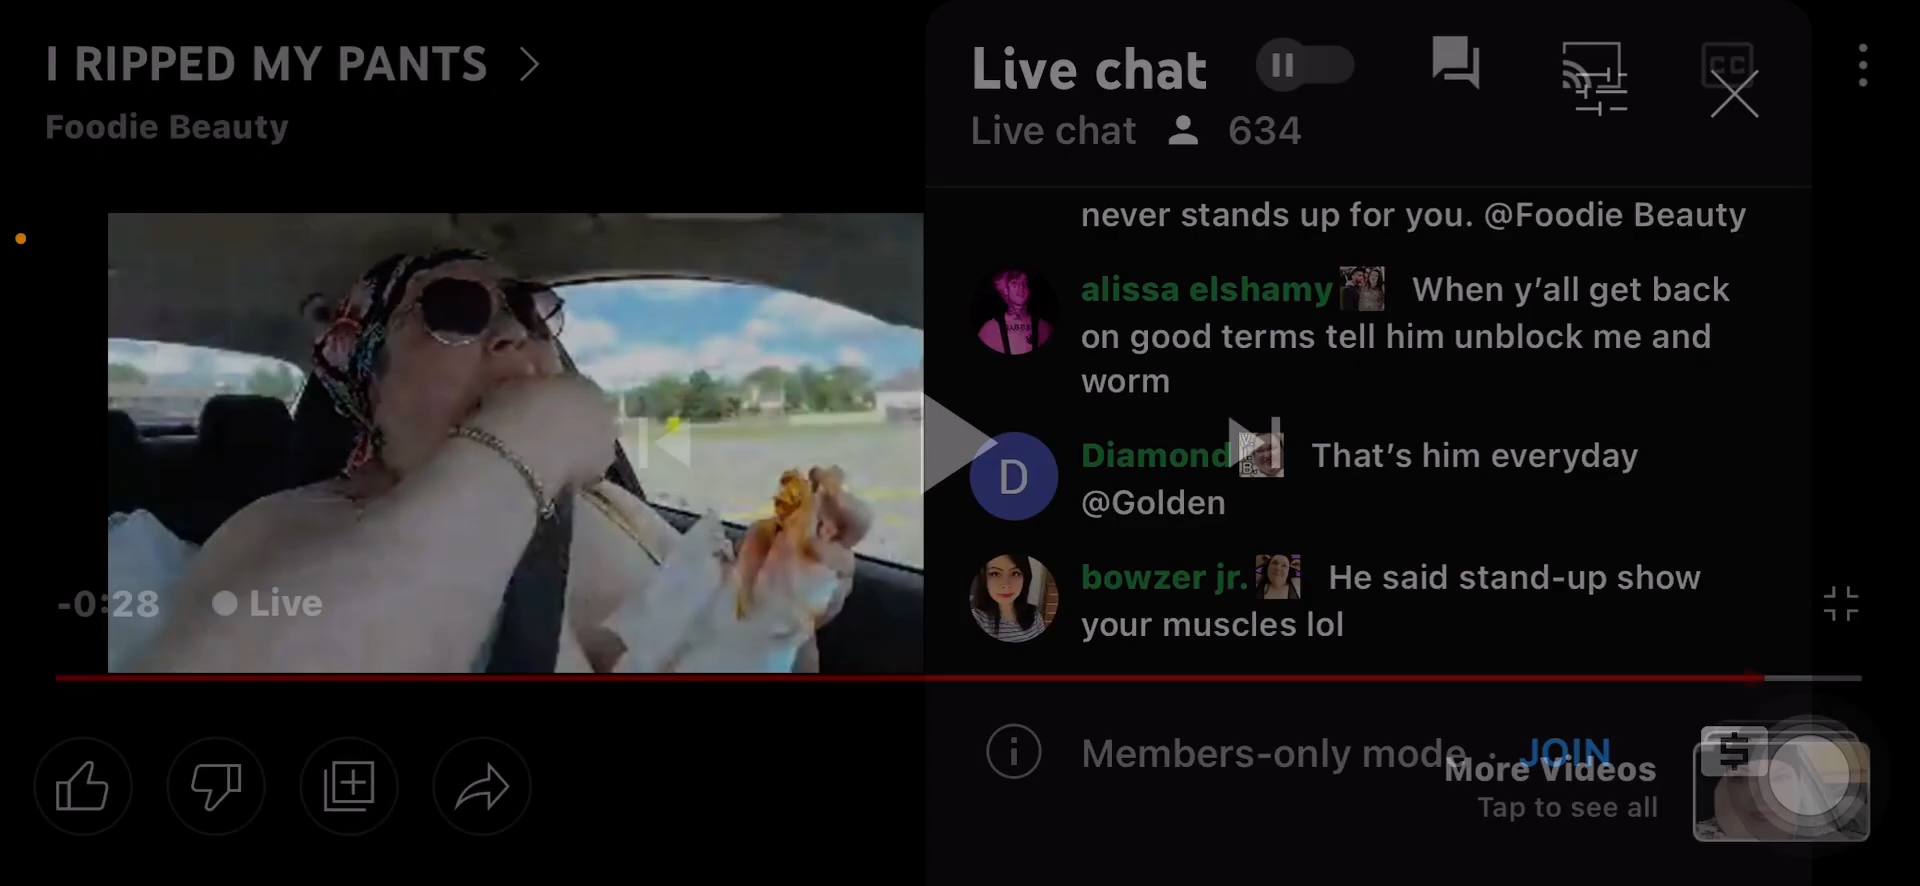 I RIPPED MY PANTS
Foodie Beauty
Live chat
Live chat 634
CC
never stands up for you. @Foodie Beauty
alissa elshamy When y'all get back
on good terms tell him unblock me and
worm
D
Diamond That's him everyday
@Golden
bowzer jr. He said stand-up show
your muscles lol
-0:28 Live
Members-only mode · JOIN
More Videos
Tap to see all
$